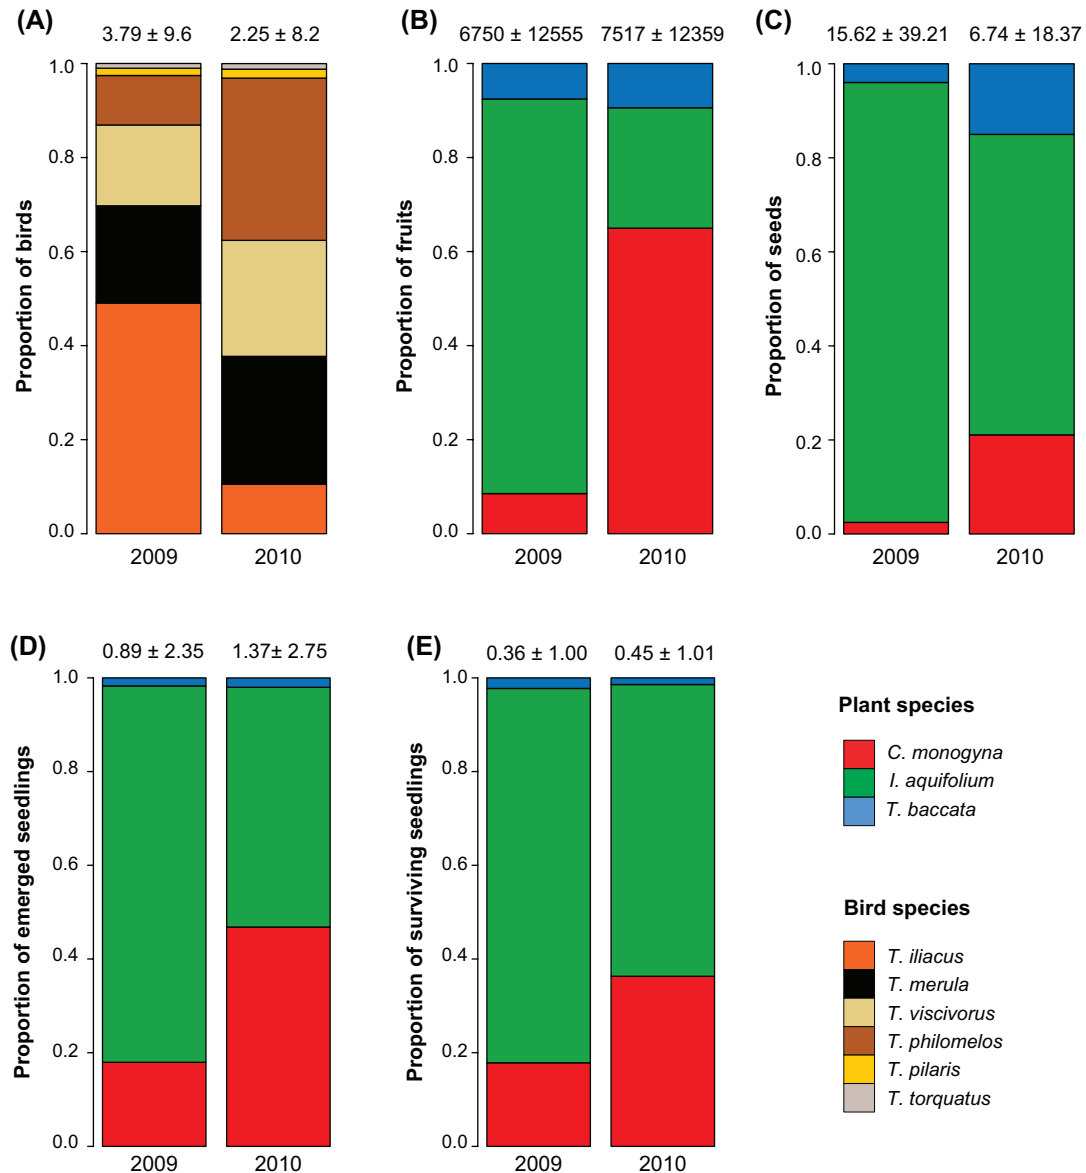 (A)
3.79 ± 9.6 2.25 ± 8.2
Proportion of birds
1.0
0.8
0.6
0.4
0.2
0.0
2009 2010
(B)
6750 ± 12555 7517 ± 12359
Proportion of fruits
1.0
0.8
0.6
0.4
0.2
0.0
2009 2010
(C)
15.62 ± 39.21 6.74 ± 18.37
Proportion of seeds
1.0
0.8
0.6
0.4
0.2
0.0
2009 2010
(D)
0.89 ± 2.35 1.37± 2.75
Proportion of emerged seedlings
1.0
0.8
0.6
0.4
0.2
0.0
2009 2010
(E)
0.36 ± 1.00 0.45 ± 1.01
Proportion of surviving seedlings
1.0
0.8
0.6
0.4
0.2
0.0
2009 2010
Plant species
C. monogyna
I. aquifolium
T. baccata
Bird species
T. iliacus
T. merula
T. viscivorus
T. philomelos
T. pilaris
T. torquatus